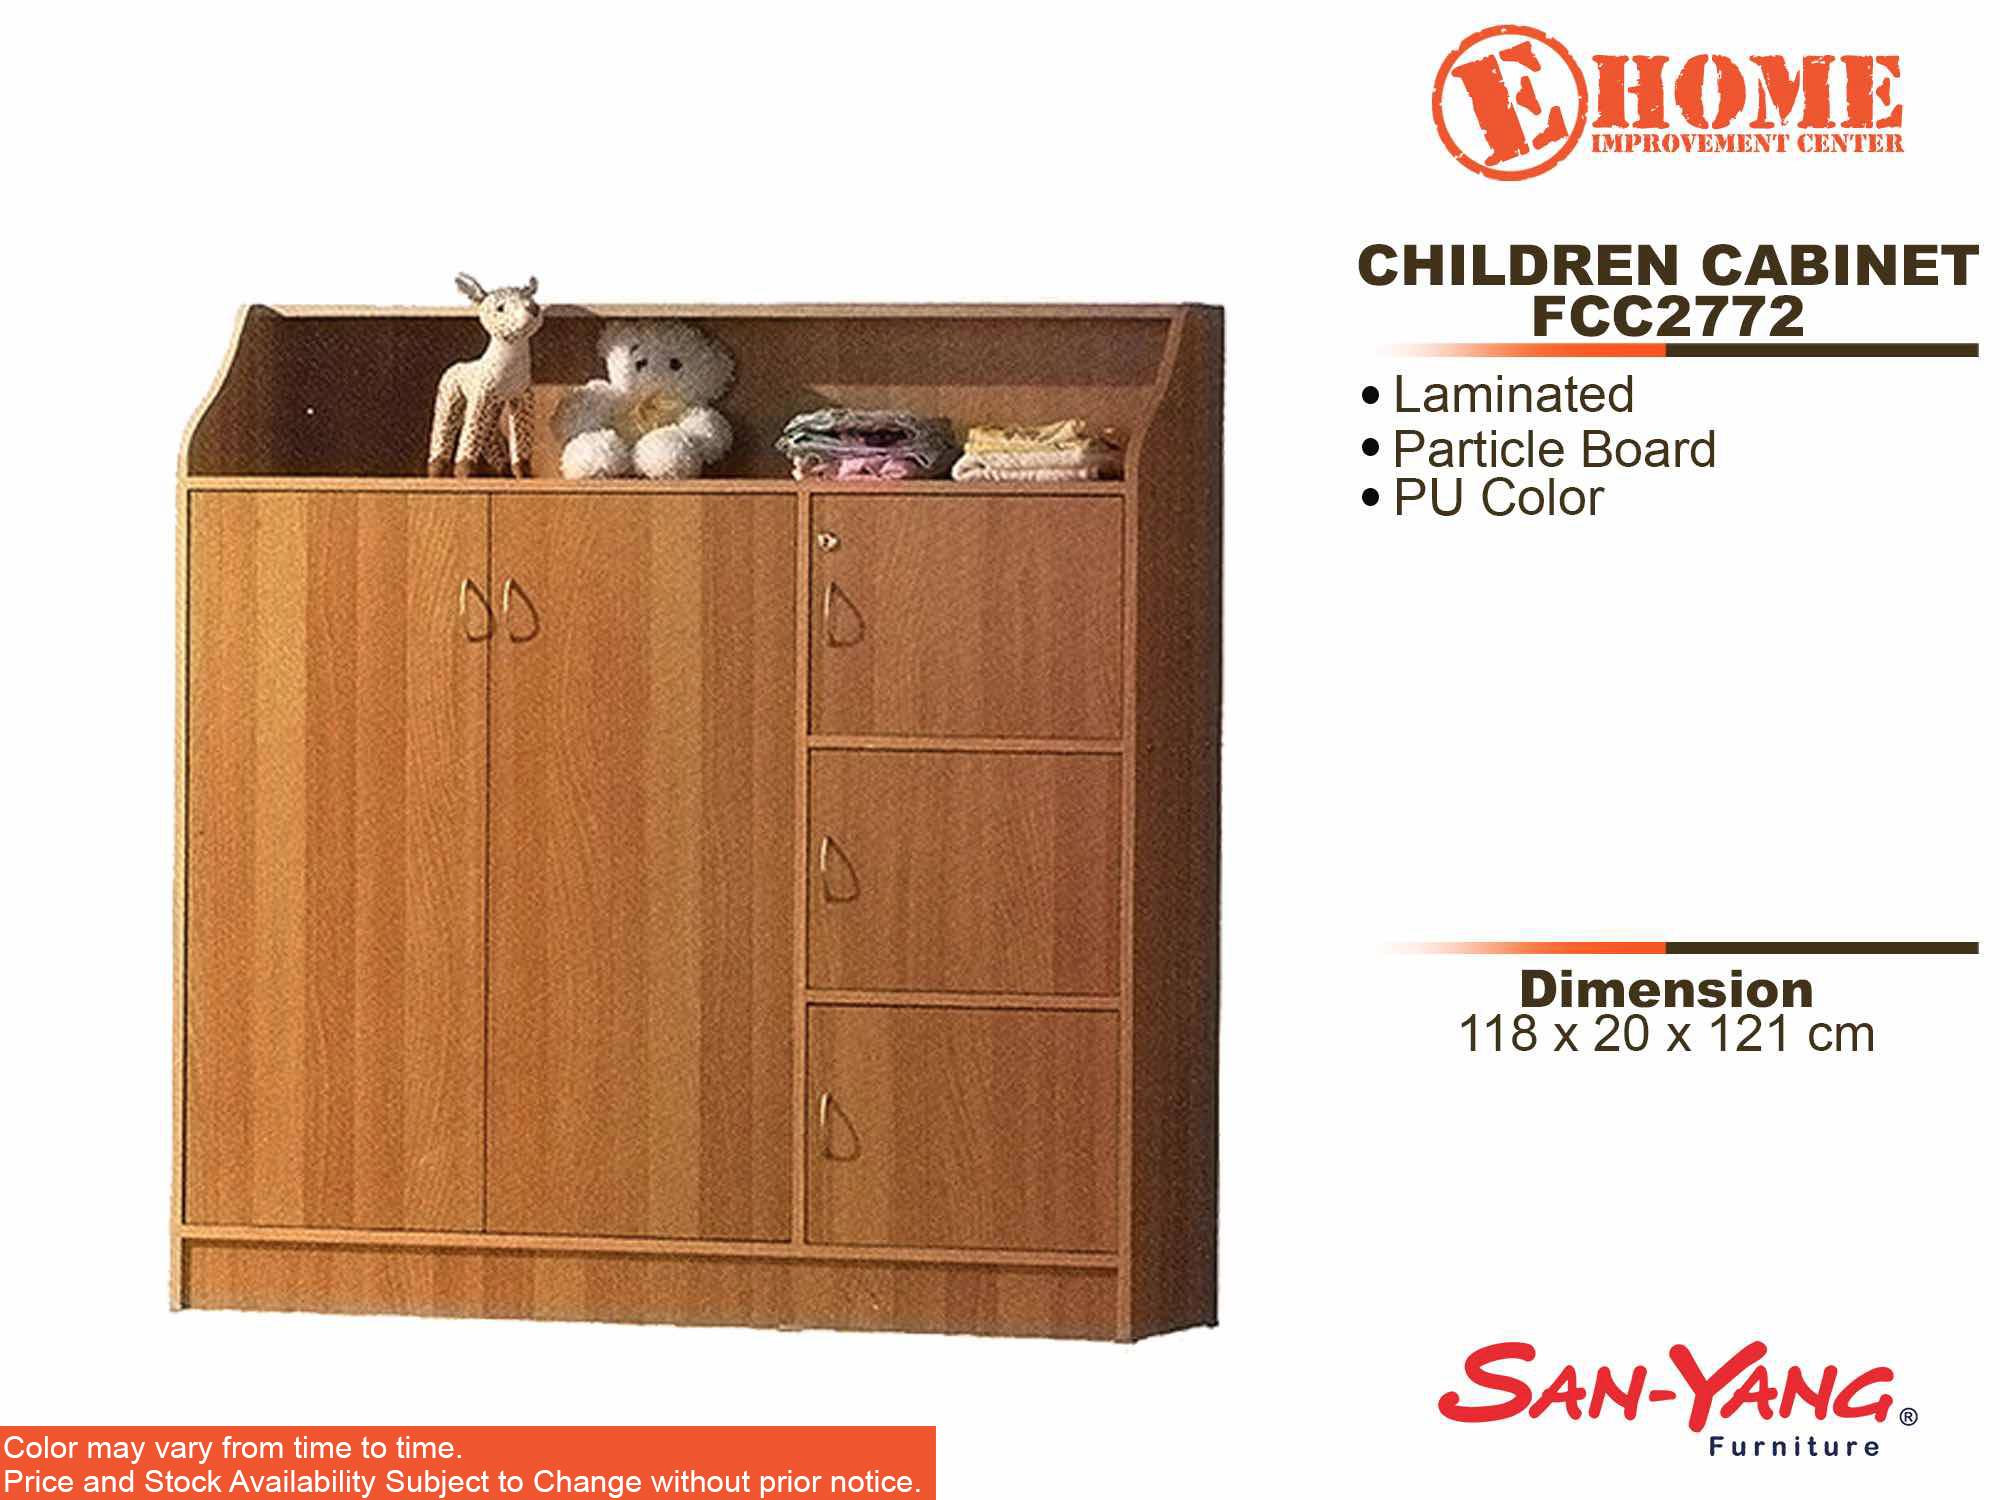 E HOME
IMPROVEMENT CENTER
CHILDREN CABINET
FCC2772
• Laminated
• Particle Board
• PU Color
Dimension
118 x 20 x 121 cm
SAN-YANG®
Furniture
Color may vary from time to time.
Price and Stock Availability Subject to Change without prior notice.